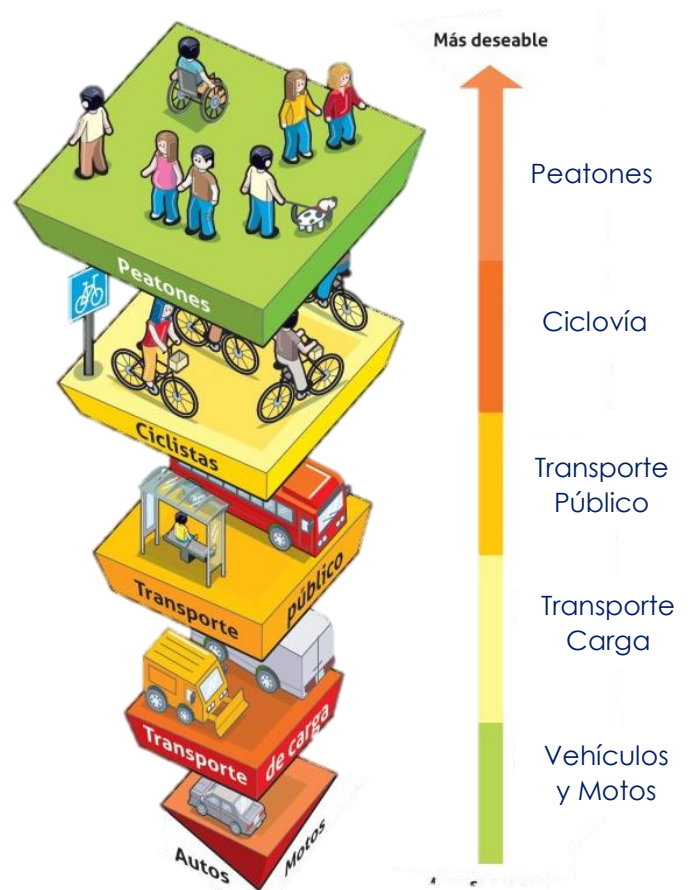 Más deseable
Peatones
Peatones
Ciclovía
Ciclistas
Transporte
Público
Transporte público
Transporte
Carga
Transporte de carga
Vehículos
y Motos
Autos Motos